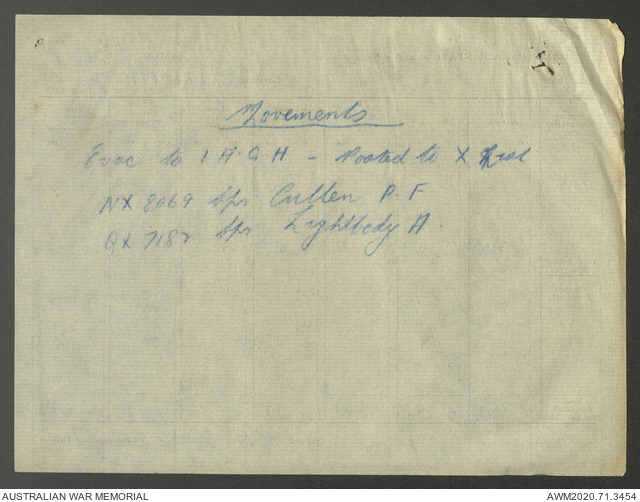 Movements
Evac to 1 A.G.H - Posted to X List
NX 8069 Spr Cullen P.F
QX 7182 Spr Lightbody A.
AUSTRALIAN WAR MEMORIAL
AWM2020.71.3454